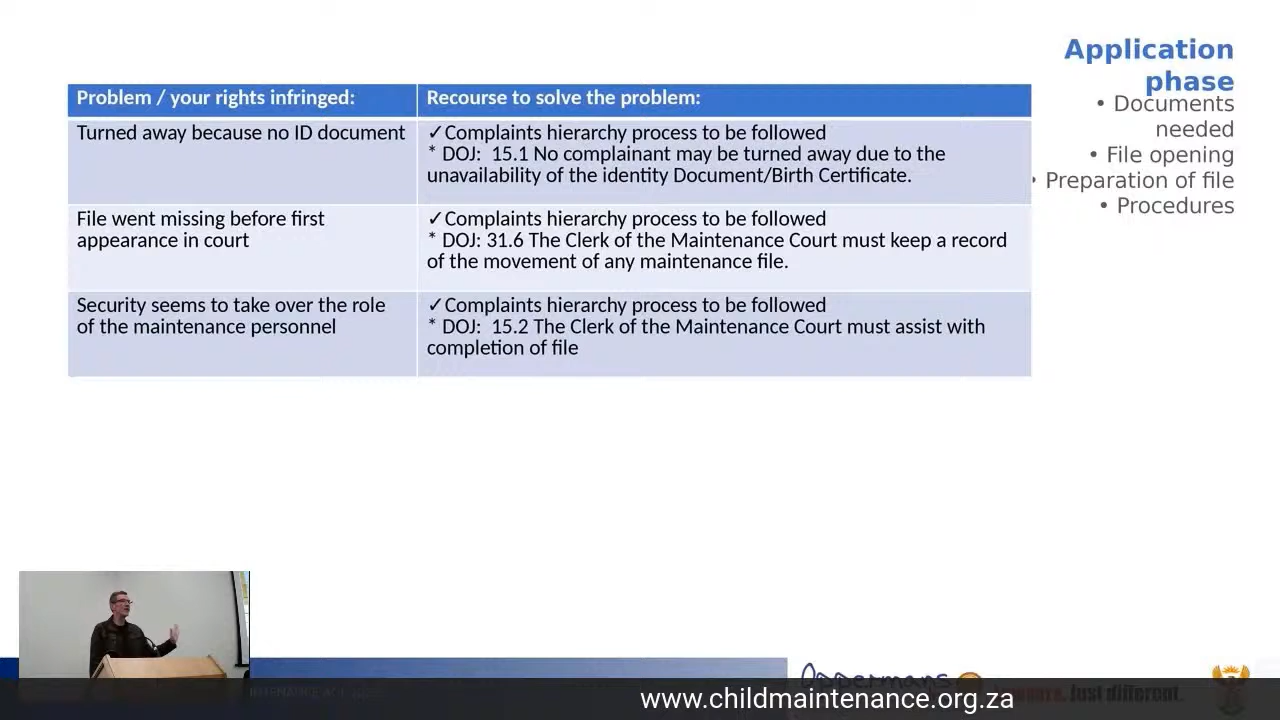 Application
phase
• Documents
needed
• File opening
• Preparation of file
• Procedures
Problem / your rights infringed:
Recourse to solve the problem:
Turned away because no ID document
✓Complaints hierarchy process to be followed
* DOJ: 15.1 No complainant may be turned away due to the
unavailability of the identity Document/Birth Certificate.
File went missing before first
appearance in court
✓Complaints hierarchy process to be followed
* DOJ: 31.6 The Clerk of the Maintenance Court must keep a record
of the movement of any maintenance file.
Security seems to take over the role
of the maintenance personnel
✓Complaints hierarchy process to be followed
* DOJ: 15.2 The Clerk of the Maintenance Court must assist with
completion of file
Oppermans
Just different.
www.childmaintenance.org.za